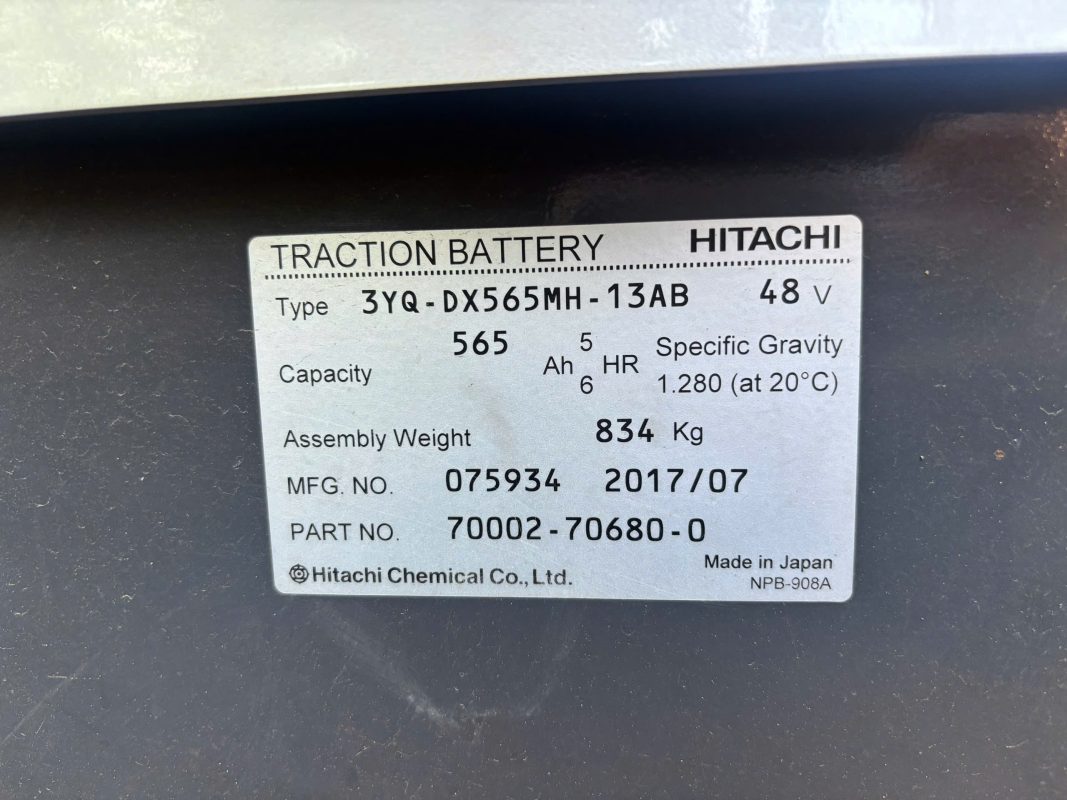 TRACTION BATTERY HITACHI
Type 3YQ-DX565MH-13AB 48 V
Capacity 565 Ah 5 6 HR Specific Gravity
1.280 (at 20°C)
Assembly Weight 834 Kg
MFG. NO. 075934 2017/07
PART NO. 70002-70680-0
Hitachi Chemical Co., Ltd. Made in Japan
NPB-908A